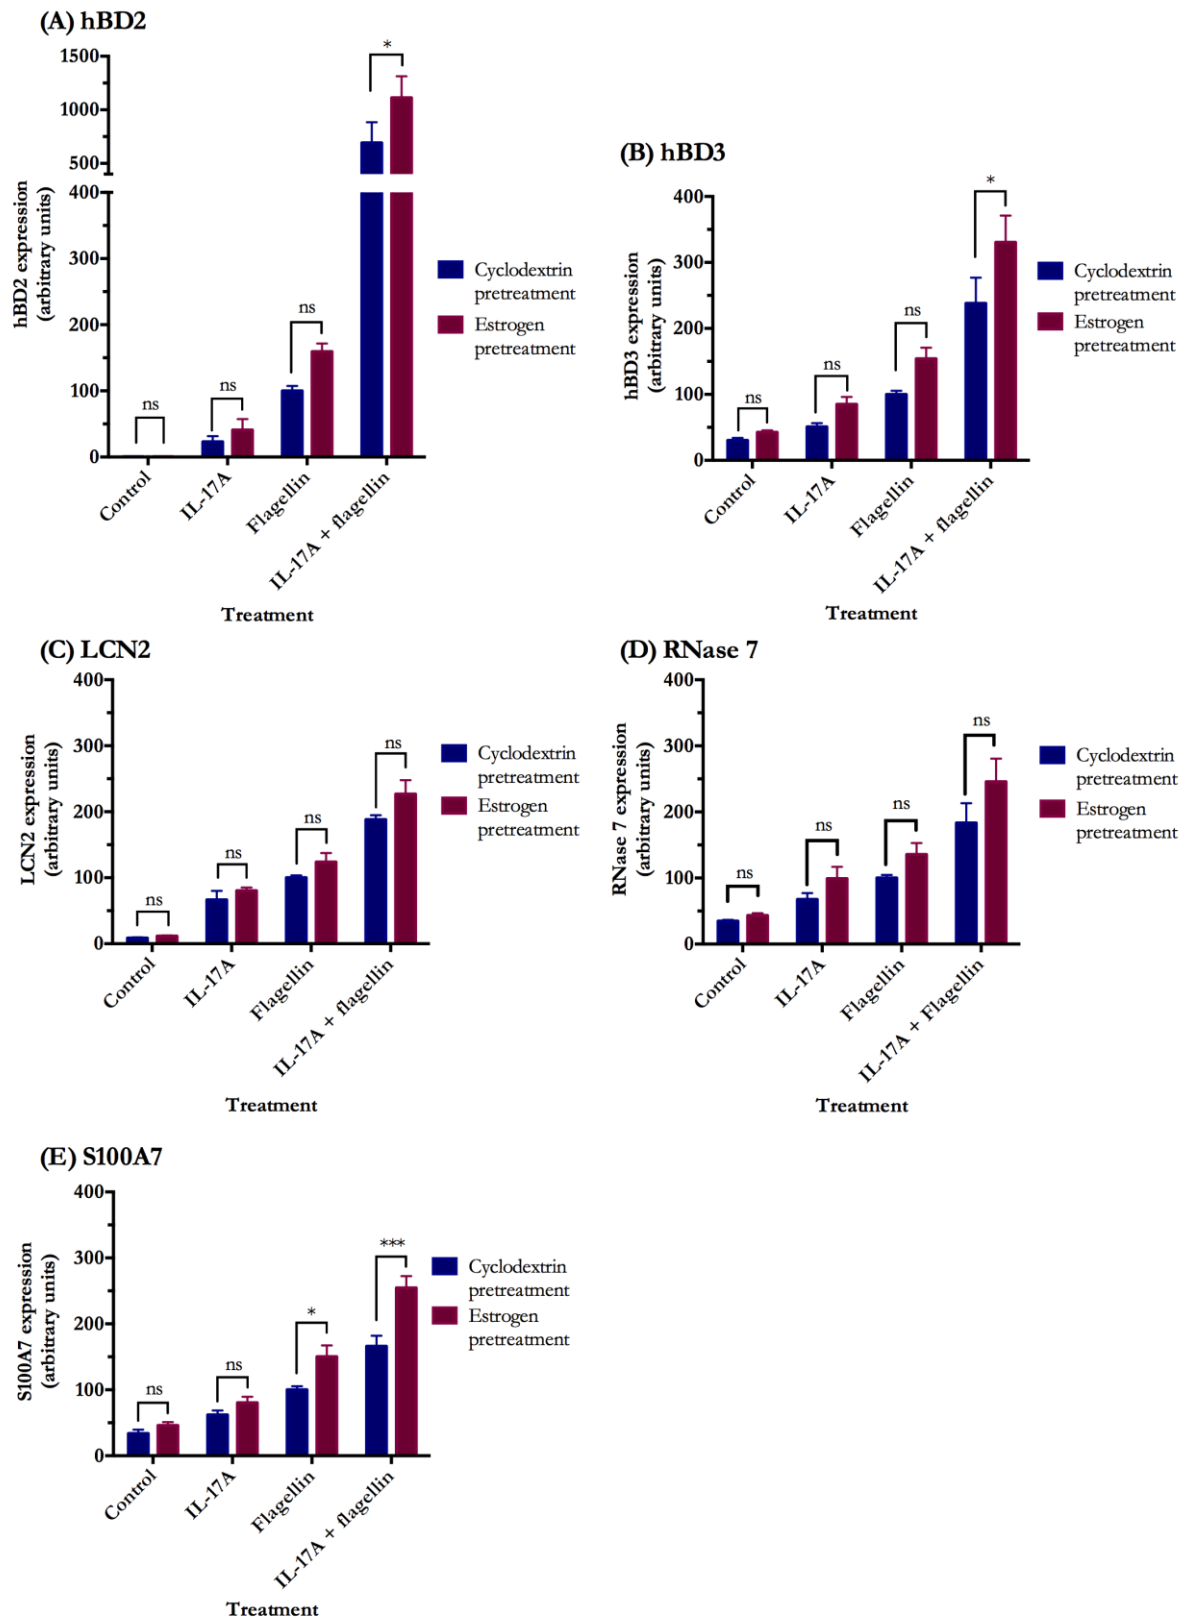 (A) hBD2
1500
1000
500
400
300
200
100
0
hBD2 expression
(arbitrary units)
ns
ns
ns
*
Control
IL-17A
Flagellin
IL-17A + flagellin
Treatment
Cyclodextrin
pretreatment
Estrogen
pretreatment
(B) hBD3
400
300
200
100
0
hBD3 expression
(arbitrary units)
ns
ns
ns
*
Control
IL-17A
Flagellin
IL-17A + flagellin
Treatment
Cyclodextrin
pretreatment
Estrogen
pretreatment
(C) LCN2
400
300
200
100
0
LCN2 expression
(arbitrary units)
ns
ns
ns
ns
Control
IL-17A
Flagellin
IL-17A + flagellin
Treatment
Cyclodextrin
pretreatment
Estrogen
pretreatment
(D) RNase 7
400
300
200
100
0
RNase 7 expression
(arbitrary units)
ns
ns
ns
ns
Control
IL-17A
Flagellin
IL-17A + Flagellin
Treatment
Cyclodextrin
pretreatment
Estrogen
pretreatment
(E) S100A7
400
300
200
100
0
S100A7 expression
(arbitrary units)
ns
ns
*
***
Control
IL-17A
Flagellin
IL-17A + flagellin
Treatment
Cyclodextrin
pretreatment
Estrogen
pretreatment